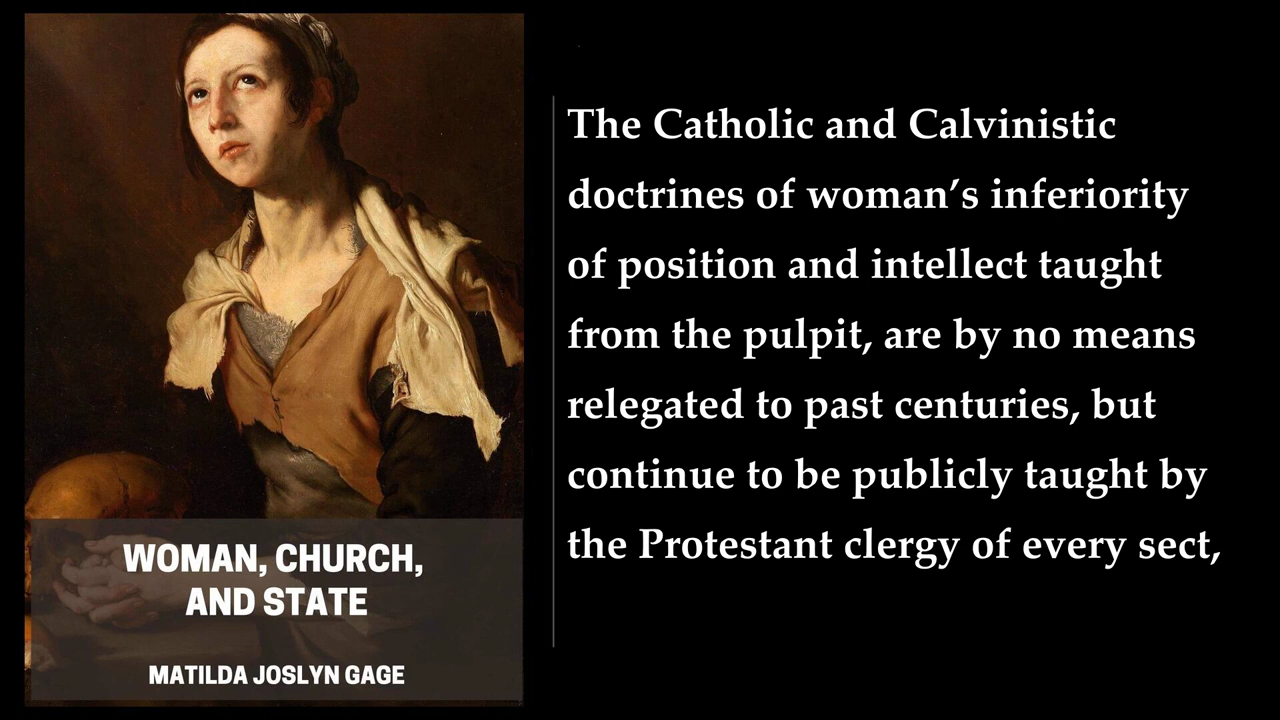 WOMAN, CHURCH,
AND STATE
MATILDA JOSLYN GAGE
The Catholic and Calvinistic
doctrines of woman’s inferiority
of position and intellect taught
from the pulpit, are by no means
relegated to past centuries, but
continue to be publicly taught by
the Protestant clergy of every sect,